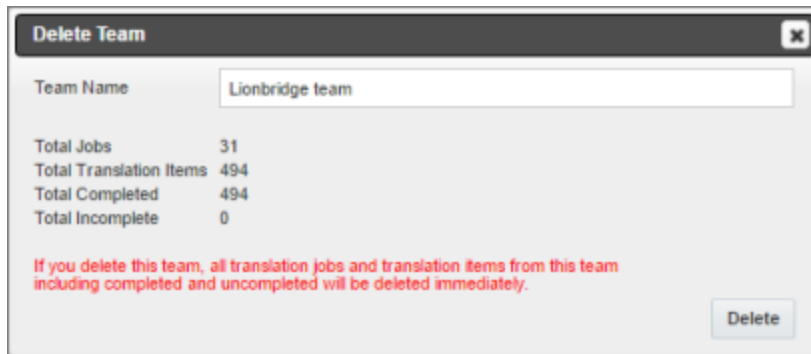 Delete Team
Team Name Lionbridge team
Total Jobs 31
Total Translation Items 494
Total Completed 494
Total Incomplete 0
If you delete this team, all translation jobs and translation items from this team
including completed and uncompleted will be deleted immediately.
Delete